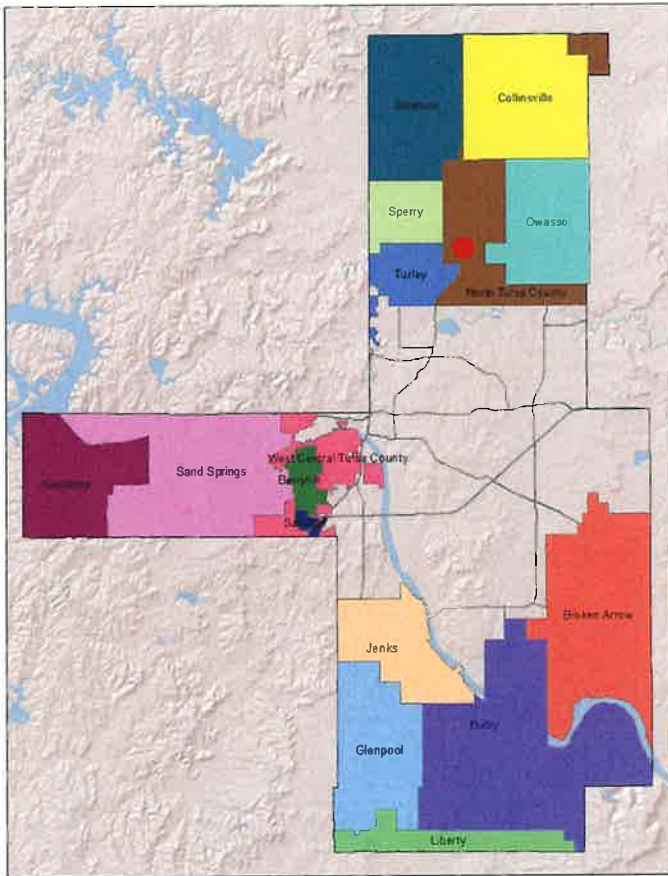 Collinsville
Sperry
Owasso
Turley
North Tulsa County
West Central Tulsa County
Sand Springs
Berryhill
Broken Arrow
Jenks
Bixby
Glenpool
Liberty